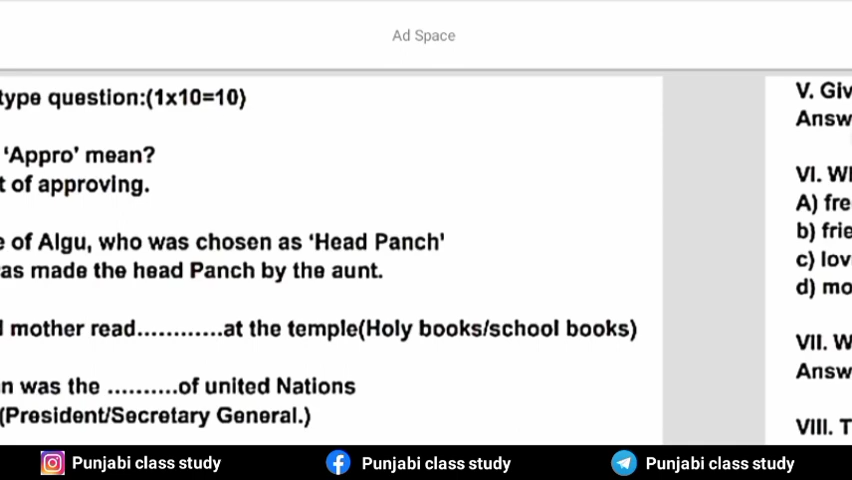 Ad Space
type question:(1x10=10)
'Appro' mean?
t of approving.
e of Algu, who was chosen as 'Head Panch'
as made the head Panch by the aunt.
mother read............at the temple(Holy books/school books)
n was the ..........of united Nations
(President/Secretary General.)
V. Giv
Answ
VI. W
A) fre
b) frie
c) lov
d) mo
VII. W
Answ
VIII. T
Punjabi class study
Punjabi class study
Punjabi class study